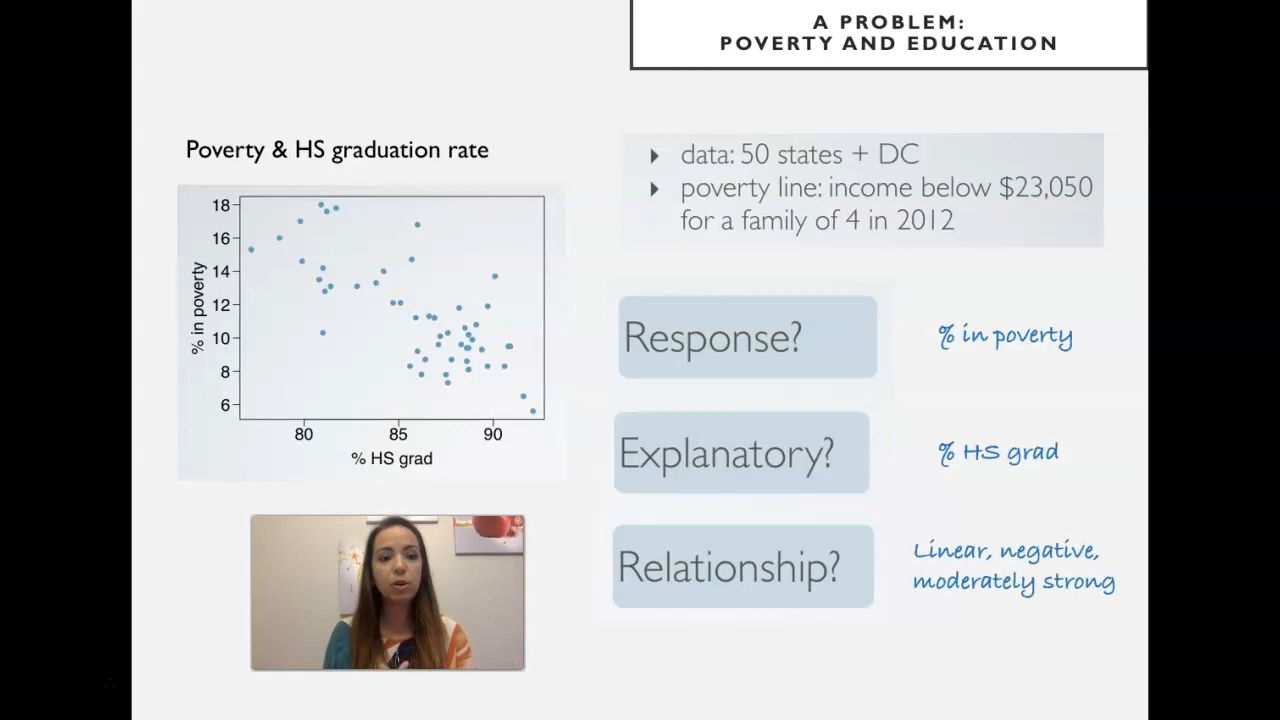 A PROBLEM:
POVERTY AND EDUCATION
Poverty & HS graduation rate
18
16
14
12
10
8
6
% in poverty
80 85 90
% HS grad
data: 50 states + DC
poverty line: income below $23,050
for a family of 4 in 2012
Response?
% in poverty
Explanatory?
% HS grad
Relationship?
Linear, negative,
moderately strong